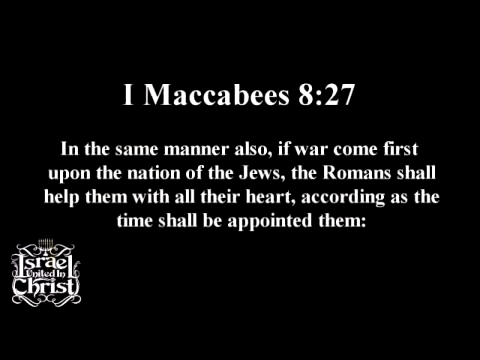 I Maccabees 8:27
In the same manner also, if war come first
upon the nation of the Jews, the Romans shall
help them with all their heart, according as the
time shall be appointed them:
Israel
United In
Christ